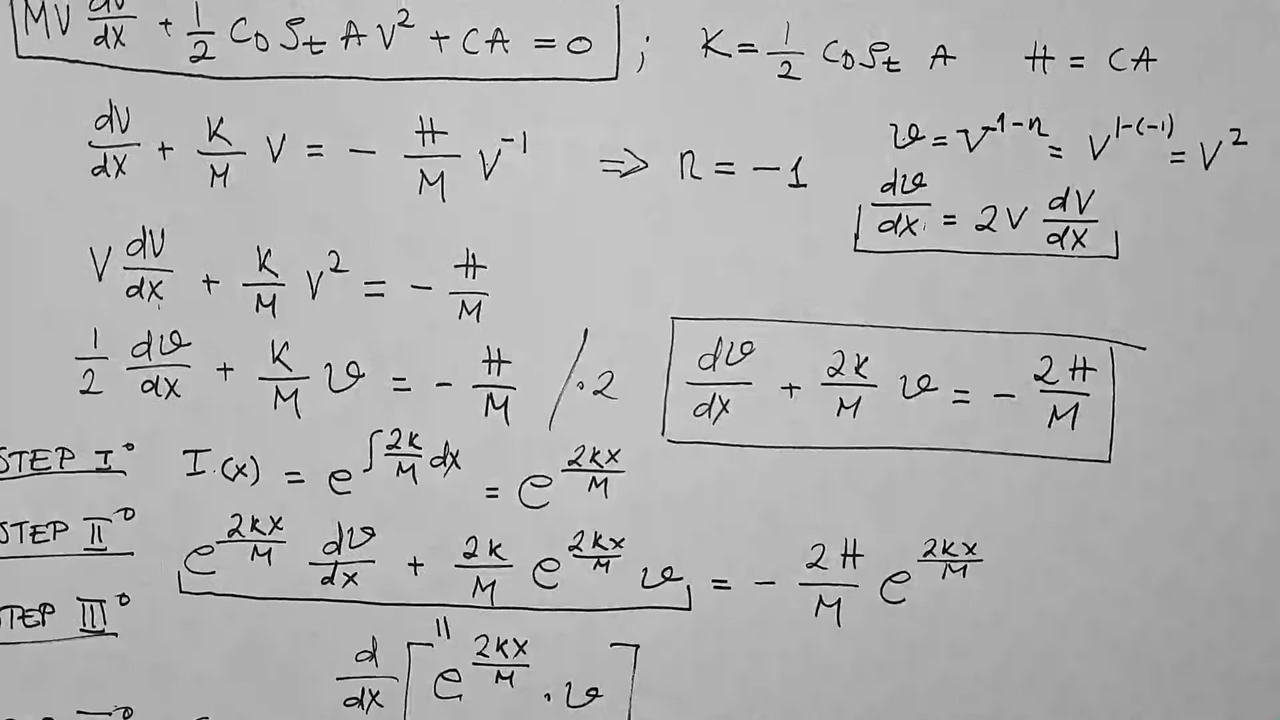 MV dV/dx + 1/2 C_D ρ_t A V² + CA = 0 ; K = 1/2 C_D ρ_t A H = CA
dV/dx + K/M V = - H/M V⁻¹ ⇒ n = -1 ϑ = V^(-1-n) = V^(1-(-1)) = V²
dϑ/dx = 2V dV/dx
V dV/dx + K/M V² = - H/M
1/2 dϑ/dx + K/M ϑ = - H/M /·2 dϑ/dx + 2K/M ϑ = - 2H/M
STEP I° I(x) = e^(∫ 2K/M dx) = e^(2KX/M)
STEP II° e^(2KX/M) dϑ/dx + 2K/M e^(2KX/M) ϑ = - 2H/M e^(2KX/M)
STEP III°
d/dx [ e^(2KX/M) · ϑ ]